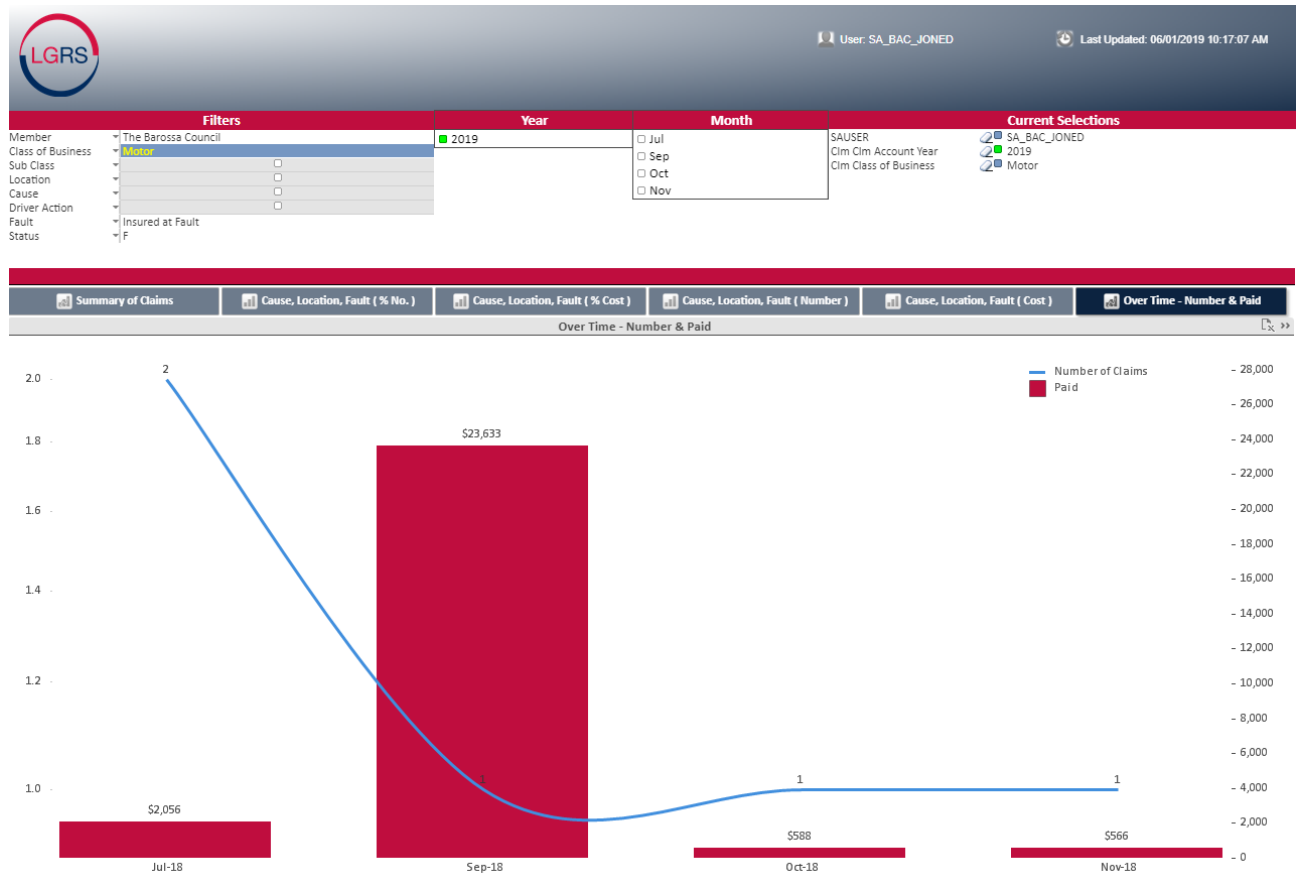 LGRS
User: SA_BAC_JONED
Last Updated: 06/01/2019 10:17:07 AM
Filters
Year
Month
Current Selections
Member The Barossa Council
Class of Business Motor
Sub Class
Location
Cause
Driver Action
Fault Insured at Fault
Status F
2019
Jul
Sep
Oct
Nov
SAUSER SA_BAC_JONED
Clm Clm Account Year 2019
Clm Class of Business Motor
Summary of Claims
Cause, Location, Fault ( % No. )
Cause, Location, Fault ( % Cost )
Cause, Location, Fault ( Number )
Cause, Location, Fault ( Cost )
Over Time - Number & Paid
Over Time - Number & Paid
Number of Claims
Paid
2.0
1.8
1.6
1.4
1.2
1.0
2
1
1
1
$2,056
$23,633
$588
$566
28,000
26,000
24,000
22,000
20,000
18,000
16,000
14,000
12,000
10,000
8,000
6,000
4,000
2,000
0
Jul-18
Sep-18
Oct-18
Nov-18